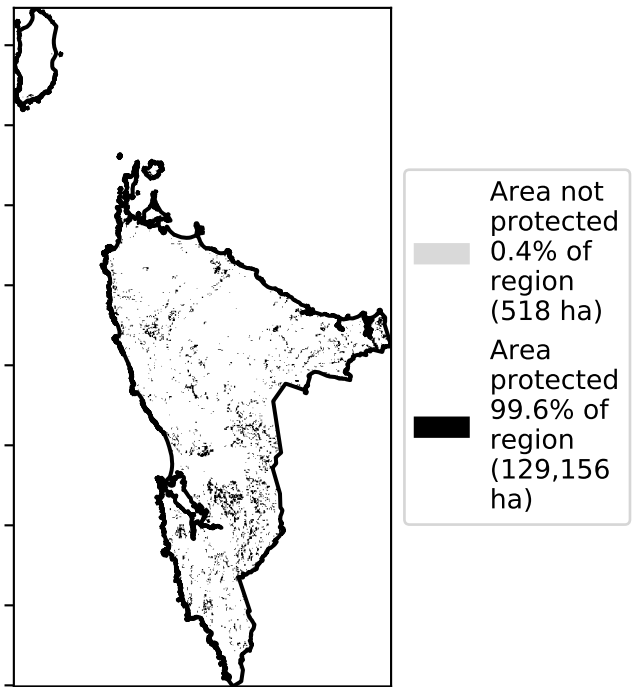 Area not
protected
0.4% of
region
(518 ha)
Area
protected
99.6% of
region
(129,156
ha)